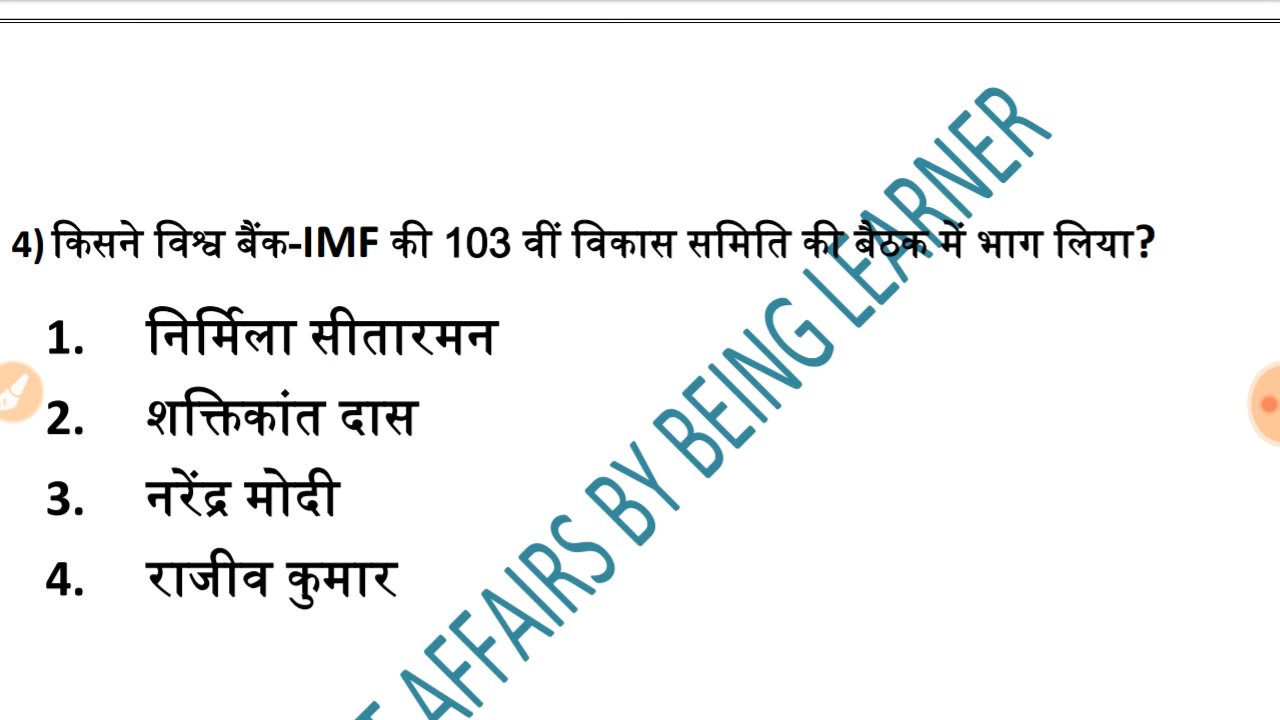 4) किसने विश्व बैंक-IMF की 103 वीं विकास समिति की बैठक में भाग लिया?
1. निर्मिला सीतारमन
2. शक्तिकांत दास
3. नरेंद्र मोदी
4. राजीव कुमार
AFFAIRS BY BEING LEARNER